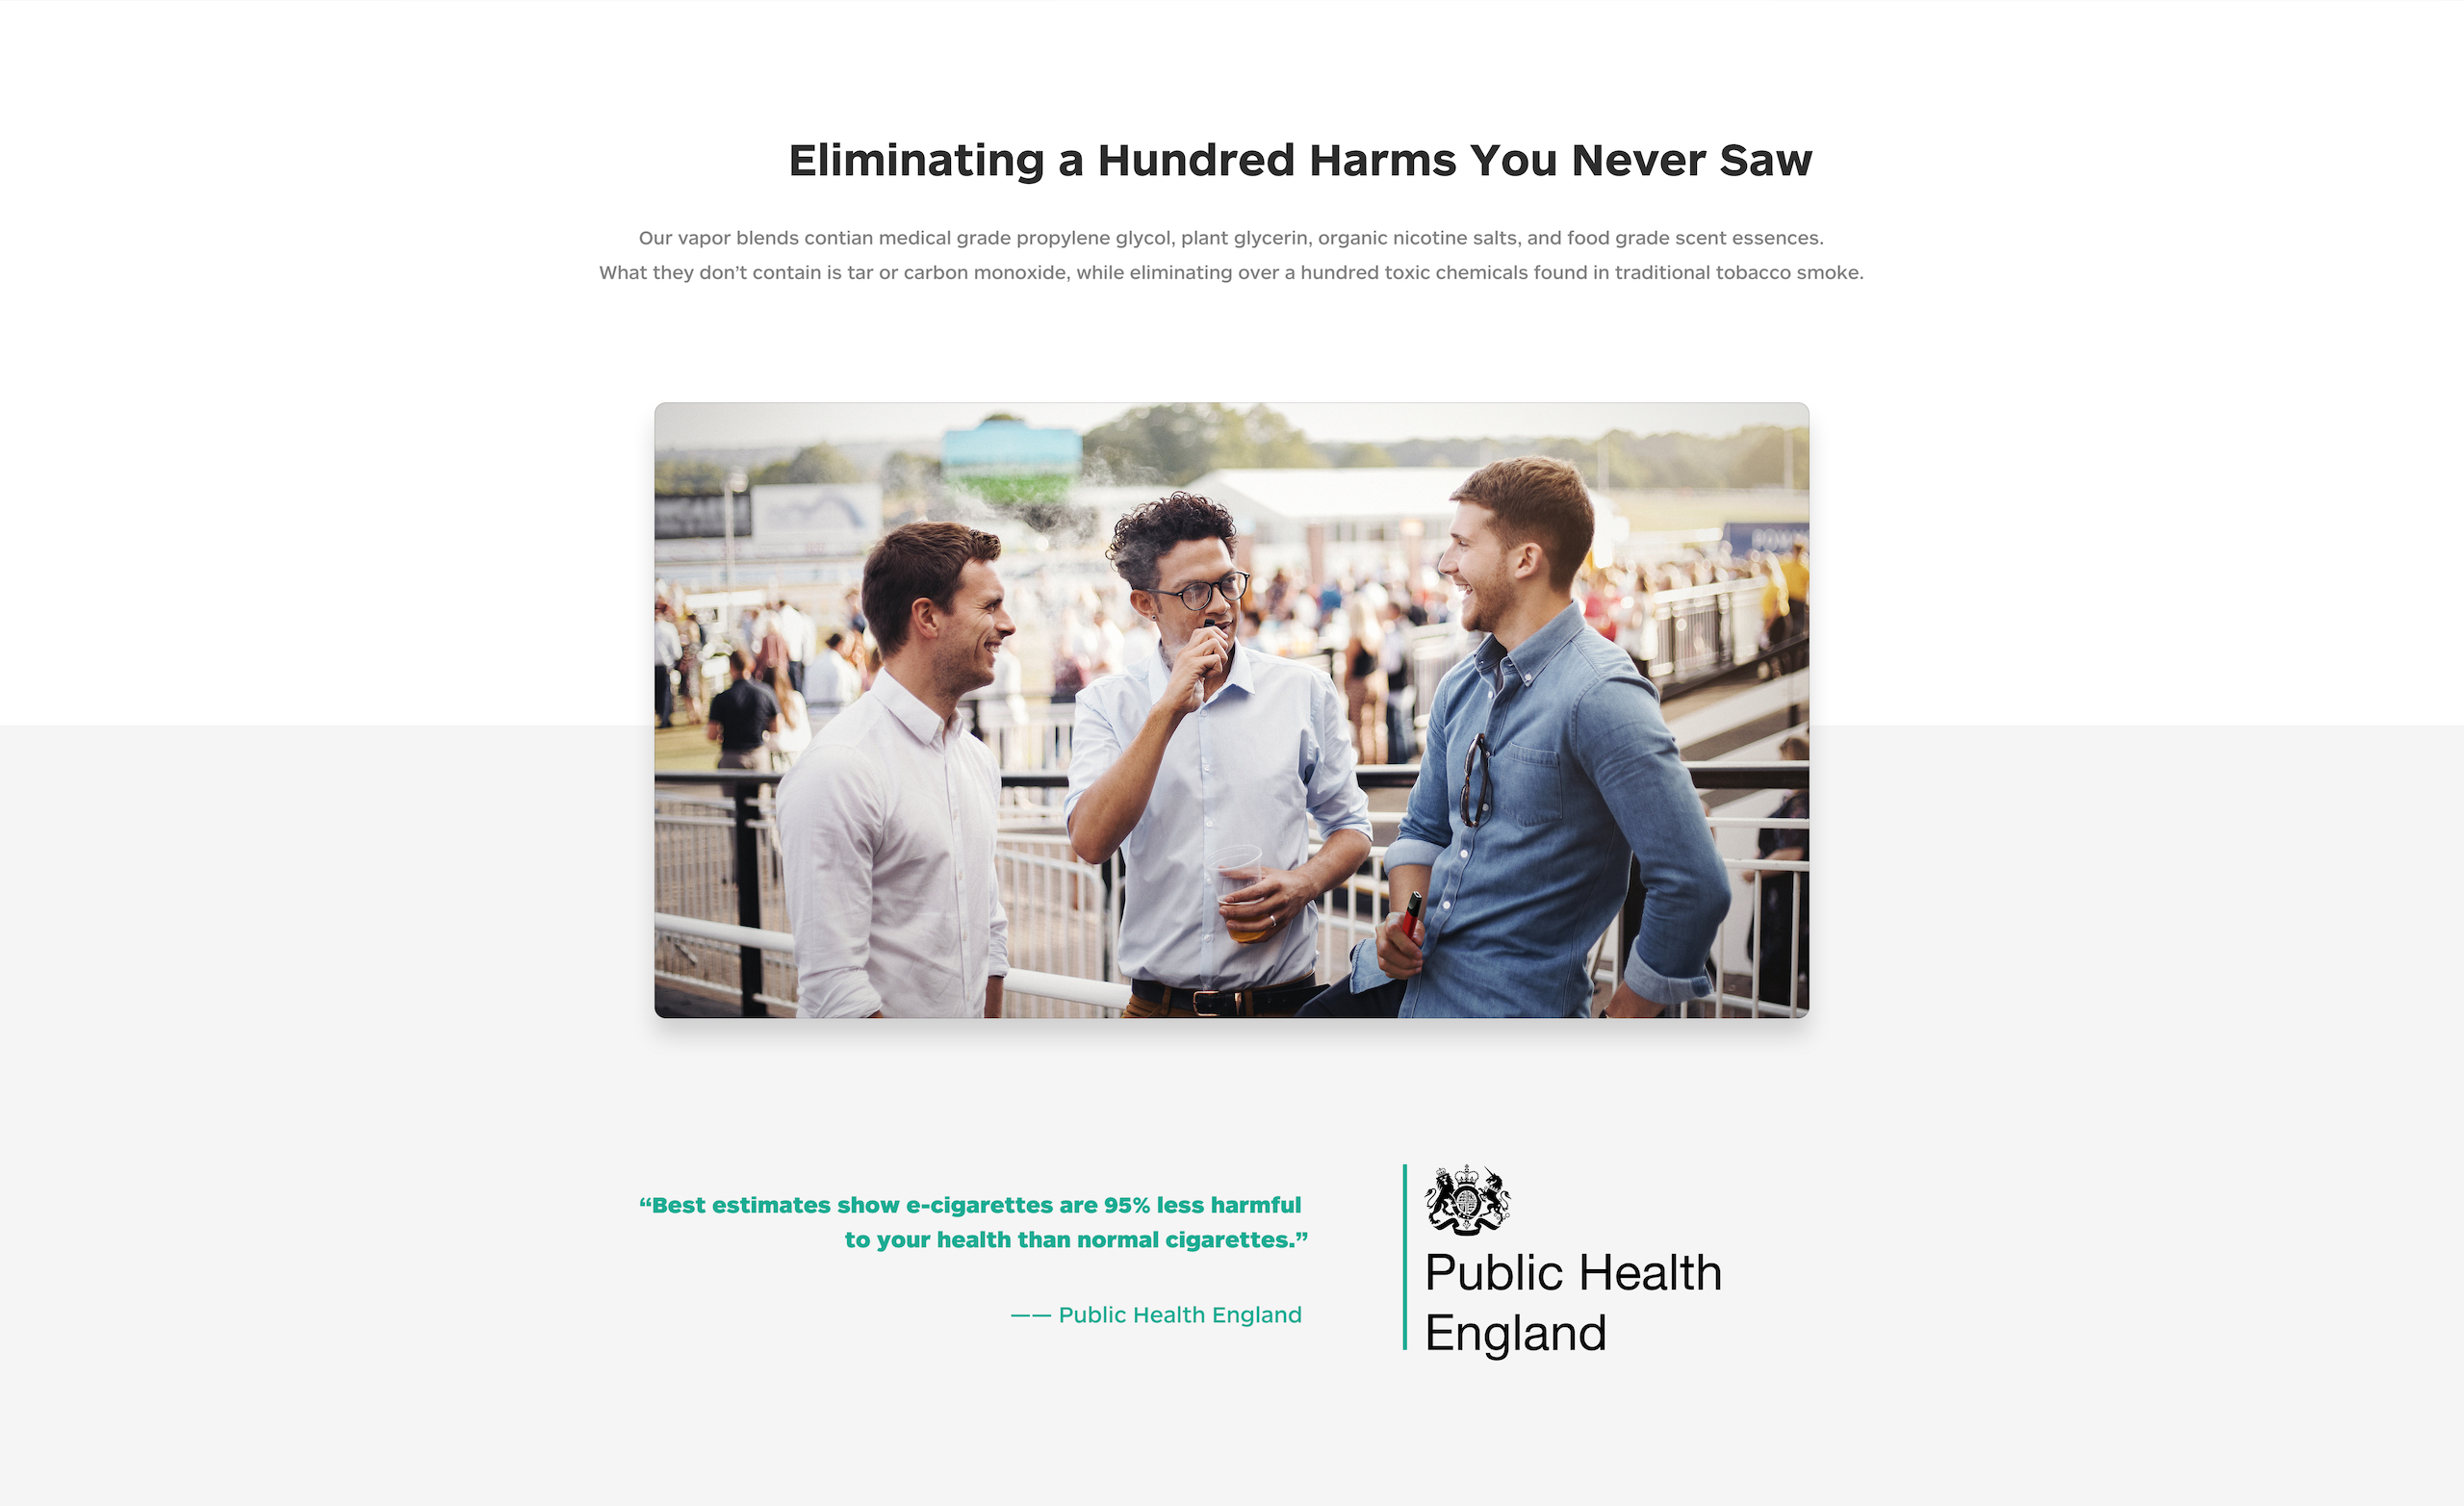 Eliminating a Hundred Harms You Never Saw
Our vapor blends contian medical grade propylene glycol, plant glycerin, organic nicotine salts, and food grade scent essences.
What they don’t contain is tar or carbon monoxide, while eliminating over a hundred toxic chemicals found in traditional tobacco smoke.
“Best estimates show e-cigarettes are 95% less harmful
to your health than normal cigarettes.”
—— Public Health England
Public Health
England